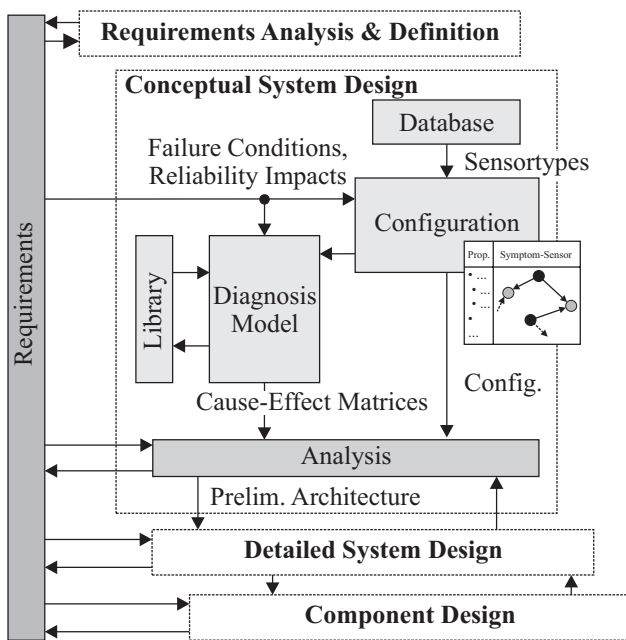 Requirements Analysis & Definition
Conceptual System Design
Database
Failure Conditions,
Reliability Impacts
Sensortypes
Configuration
Requirements
Library
Diagnosis
Model
Prop.
Symptom-Sensor
• ...
• ...
• ...
•
...
Config.
Cause-Effect Matrices
Analysis
Prelim. Architecture
Detailed System Design
Component Design